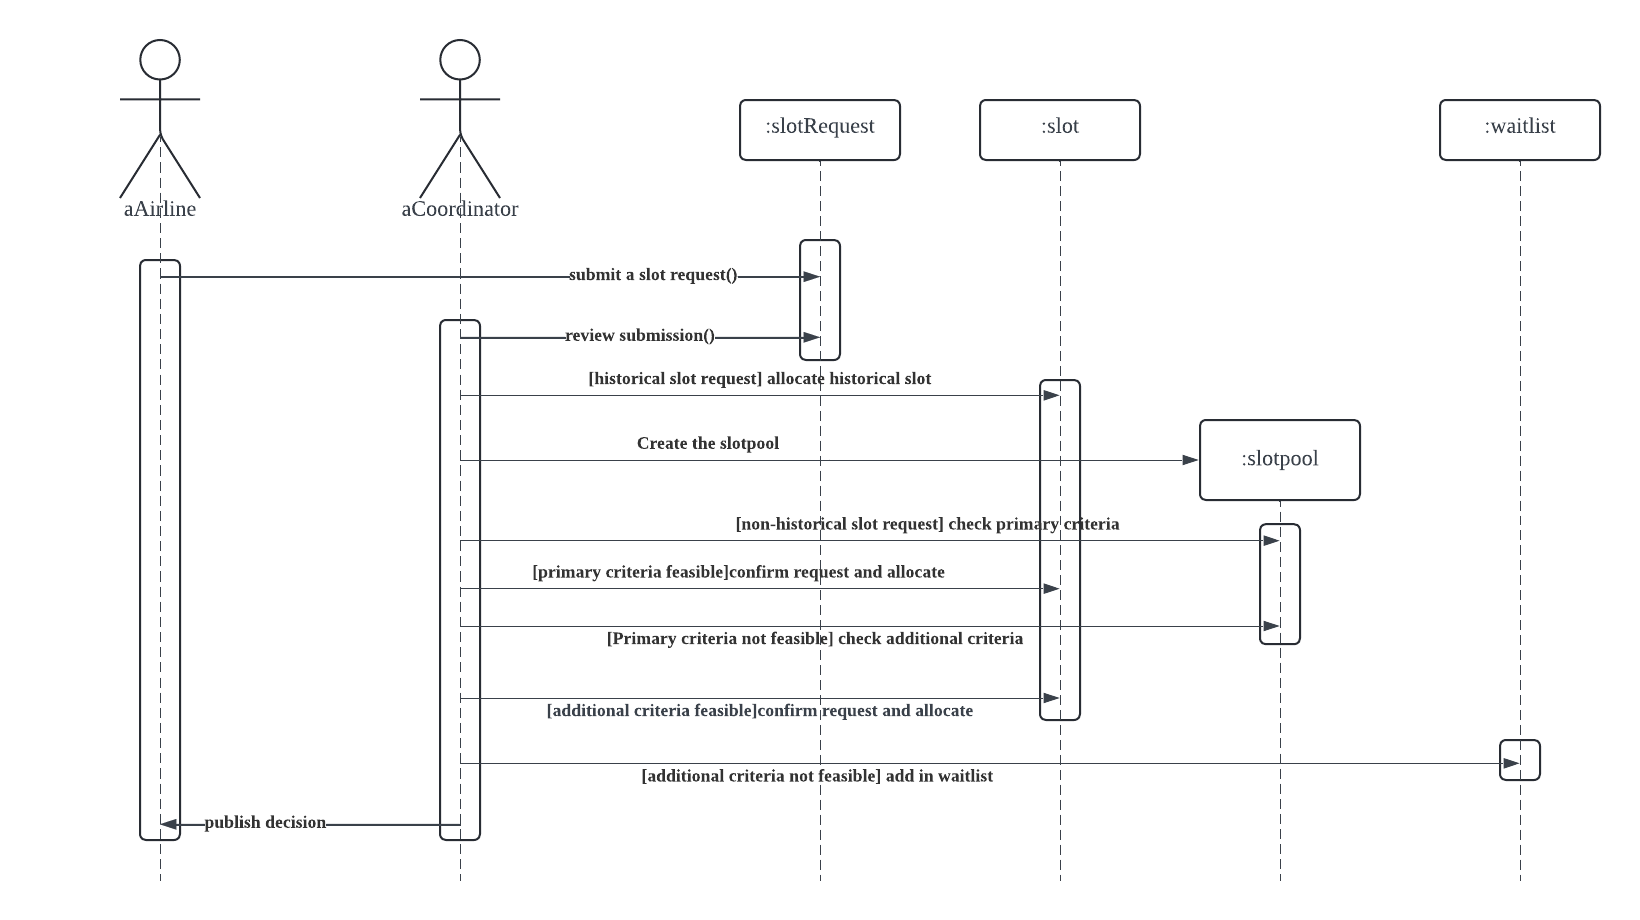 :slotRequest
:slot
:waitlist
aAirline
aCoordinator
submit a slot request()
review submission()
[historical slot request] allocate historical slot
Create the slotpool
:slotpool
[non-historical slot request] check primary criteria
[primary criteria feasible]confirm request and allocate
[Primary criteria not feasible] check additional criteria
[additional criteria feasible]confirm request and allocate
[additional criteria not feasible] add in waitlist
publish decision